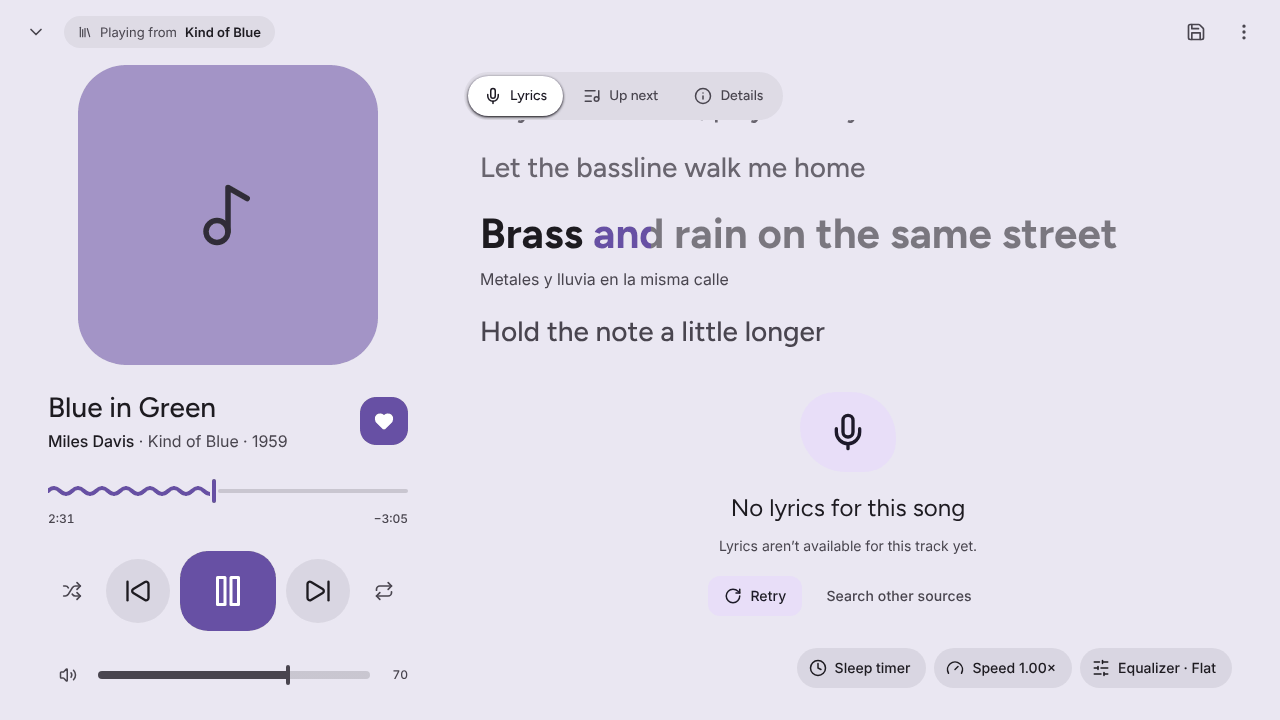 Playing from Kind of Blue
Lyrics
Up next
Details
Let the bassline walk me home
Brass and rain on the same street
Metales y lluvia en la misma calle
Hold the note a little longer
Blue in Green
Miles Davis · Kind of Blue · 1959
2:31
−3:05
70
No lyrics for this song
Lyrics aren’t available for this track yet.
Retry
Search other sources
Sleep timer
Speed 1.00×
Equalizer · Flat